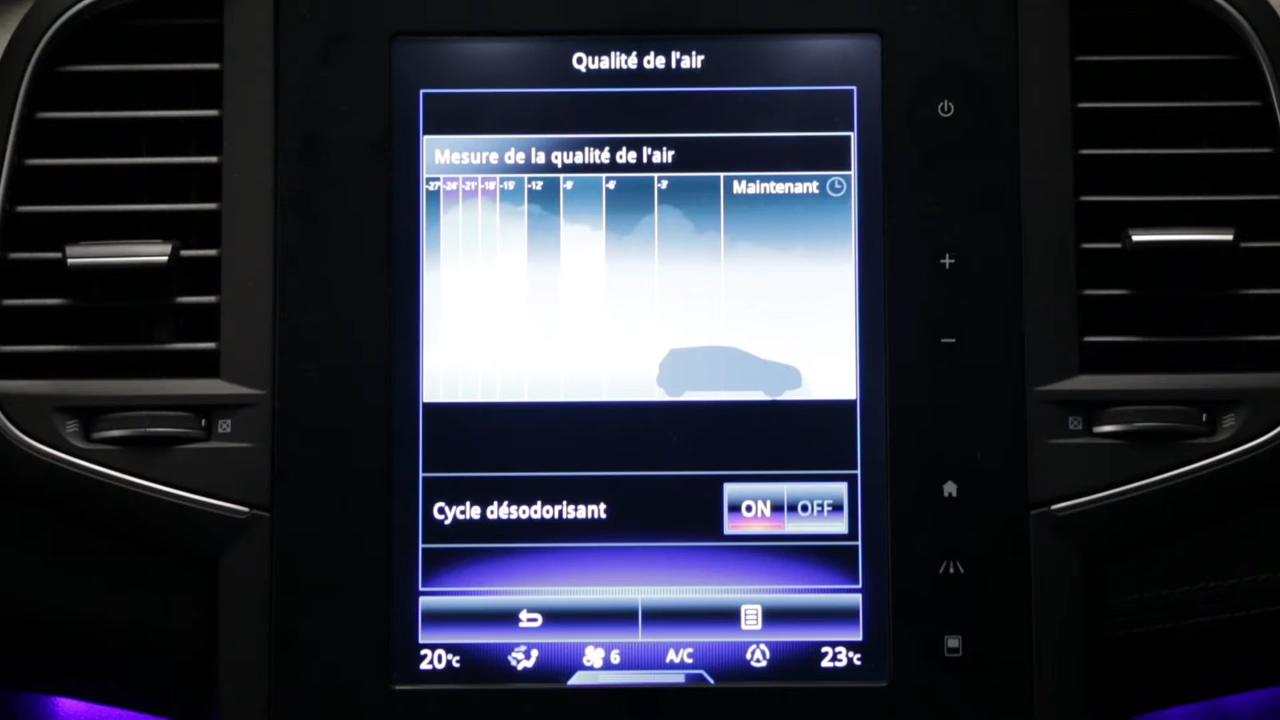 Qualité de l'air
Mesure de la qualité de l'air
-27' -24' -21' -18' -15' -12' -9' -6' -3' Maintenant
Cycle désodorisant ON OFF
20°C 6 A/C 23°C